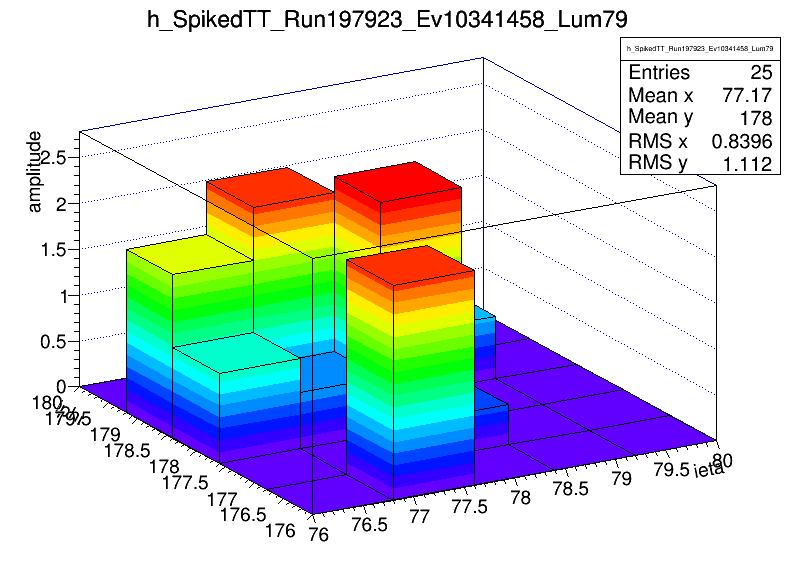 h_SpikedTT_Run197923_Ev10341458_Lum79
h_SpikedTT_Run197923_Ev10341458_Lum79
Entries 25
Mean x 77.17
Mean y 178
RMS x 0.8396
RMS y 1.112
amplitude
2.5
2
1.5
1
0.5
0
180
179.5
179
178.5
178
177.5
177
176.5
176
76
76.5
77
77.5
78
78.5
79
79.5
80
ieta